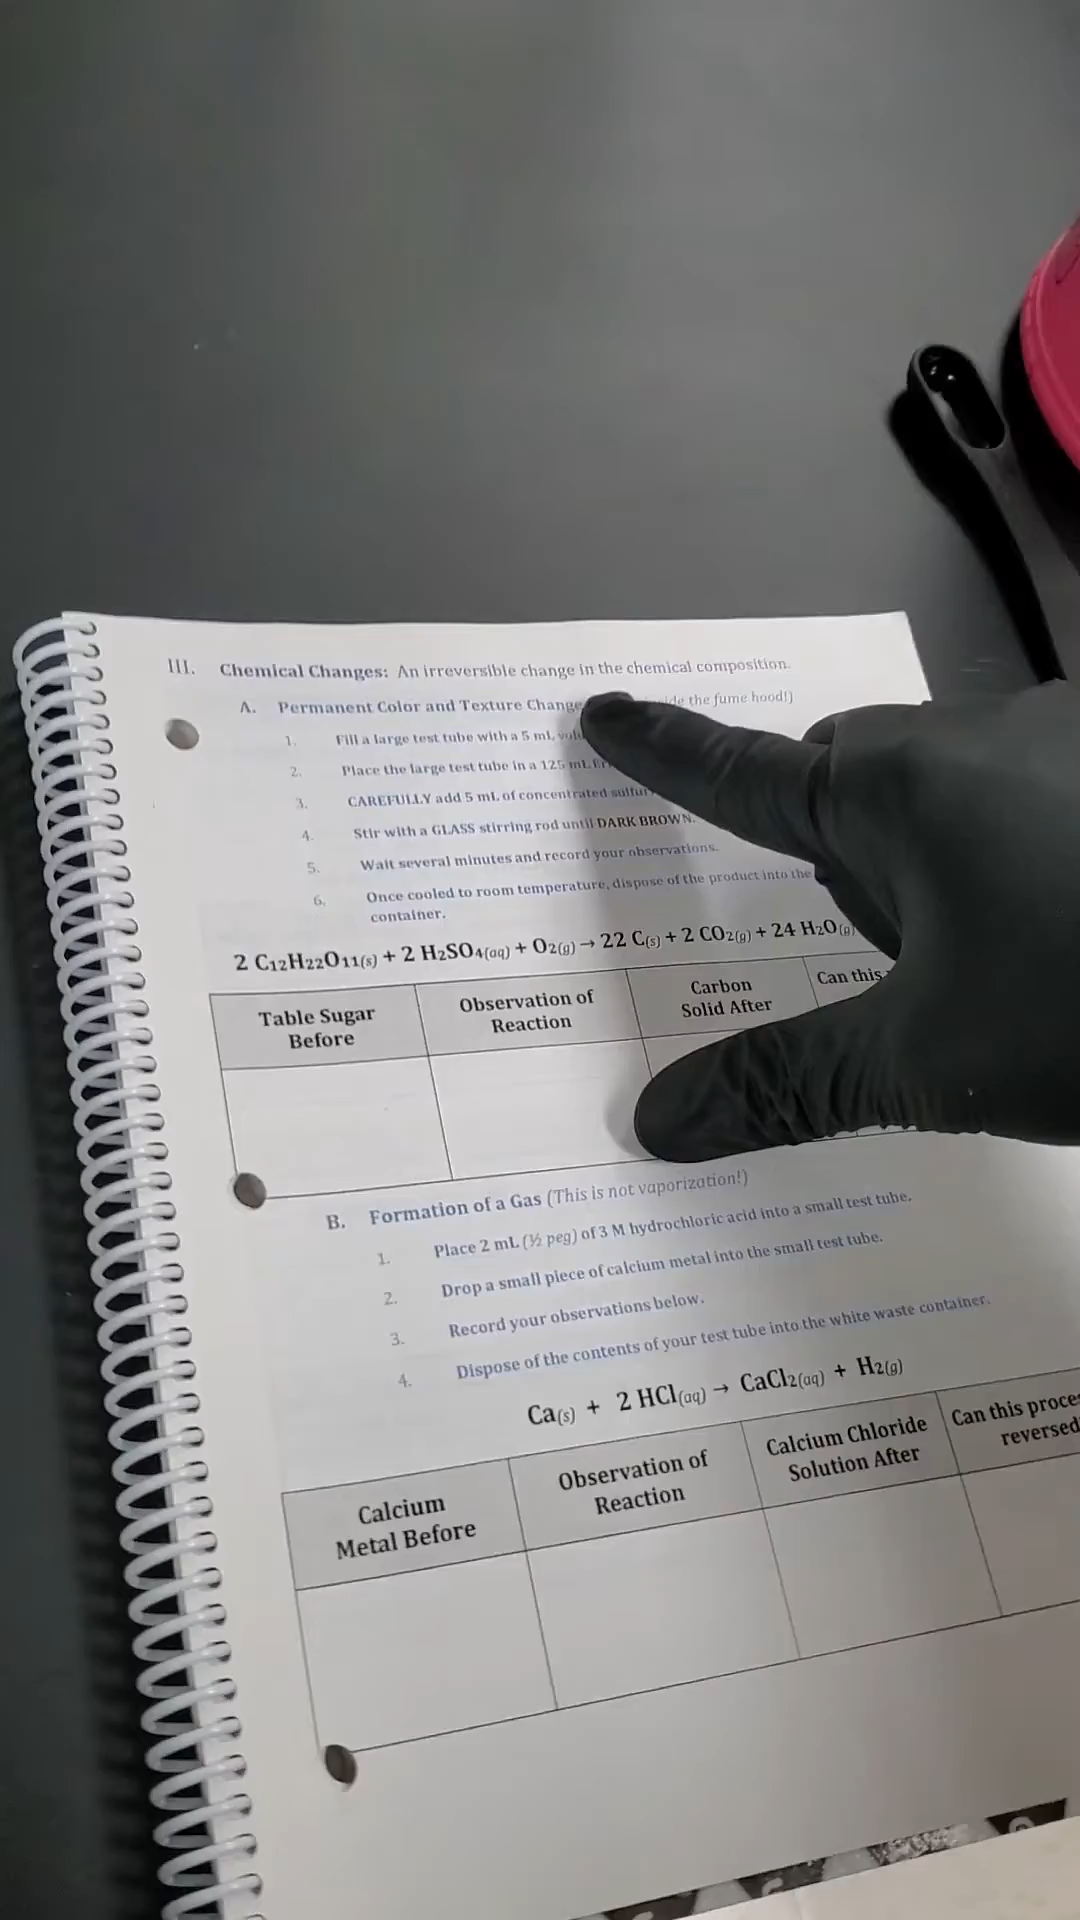 III. Chemical Changes: An irreversible change in the chemical composition.
A. Permanent Color and Texture Change the fume hood!)
1. Fill a large test tube with a 5 mL
2. Place the large test tube in a 125 mL
3. CAREFULLY add 5 mL of concentrated
4. Stir with a GLASS stirring rod until DARK BROWN.
5. Wait several minutes and record your observations.
6. Once cooled to room temperature, dispose of the product into the
container.
2 C₁₂H₂₂O₁₁(s) + 2 H₂SO₄(aq) + O₂(g) → 22 C(s) + 2 CO₂(g) + 24 H₂O(g)
Table Sugar Before
Observation of Reaction
Carbon Solid After
Can this
B. Formation of a Gas (This is not vaporization!)
1. Place 2 mL (½ peg) of 3 M hydrochloric acid into a small test tube.
2. Drop a small piece of calcium metal into the small test tube.
3. Record your observations below.
4. Dispose of the contents of your test tube into the white waste container.
Ca(s) + 2 HCl(aq) → CaCl₂(aq) + H₂(g)
Calcium Metal Before
Observation of Reaction
Calcium Chloride Solution After
Can this proces reversed